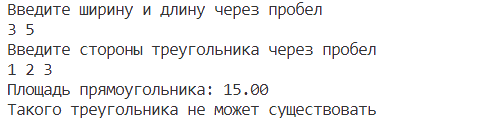 Введите ширину и длину через пробел
3 5
Введите стороны треугольника через пробел
1 2 3
Площадь прямоугольника: 15.00
Такого треугольника не может существовать